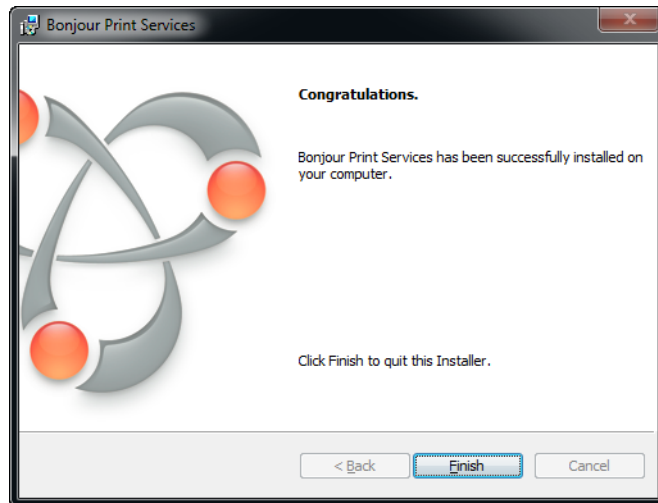 Bonjour Print Services
Congratulations.
Bonjour Print Services has been successfully installed on
your computer.
Click Finish to quit this Installer.
< Back
Finish
Cancel